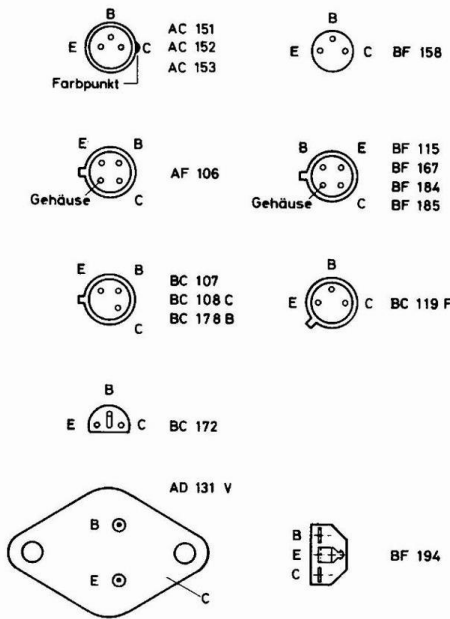 B
AC 151
E C AC 152
AC 153
Farbpunkt
B
E C BF 158
E B
AF 106
Gehäuse
C
B E BF 115
BF 167
BF 184
Gehäuse
C BF 185
E B
BC 107
BC 108 C
BC 178 B
C
B
E C BC 119 F
B
E C BC 172
AD 131 V
B
E
C
B
E BF 194
C